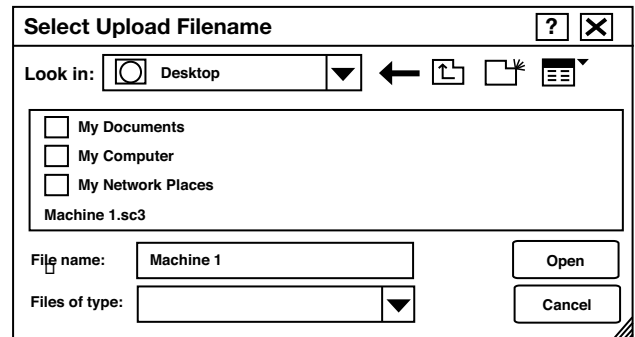 Select Upload Filename ?
Look in: Desktop
My Documents
My Computer
My Network Places
Machine 1.sc3
File name: Machine 1 Open
Files of type: Cancel